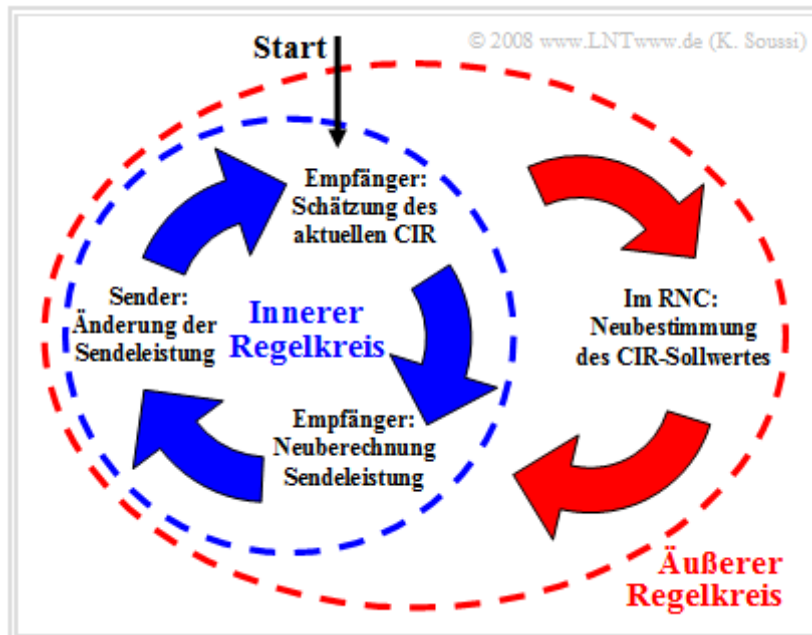 Start
© 2008 www.LNTwww.de (K. Soussi)
Empfänger:
Schätzung des
aktuellen CIR
Sender:
Änderung der
Sendeleistung
Innerer
Regelkreis
Im RNC:
Neubestimmung
des CIR-Sollwertes
Empfänger:
Neuberechnung
Sendeleistung
Äußerer
Regelkreis